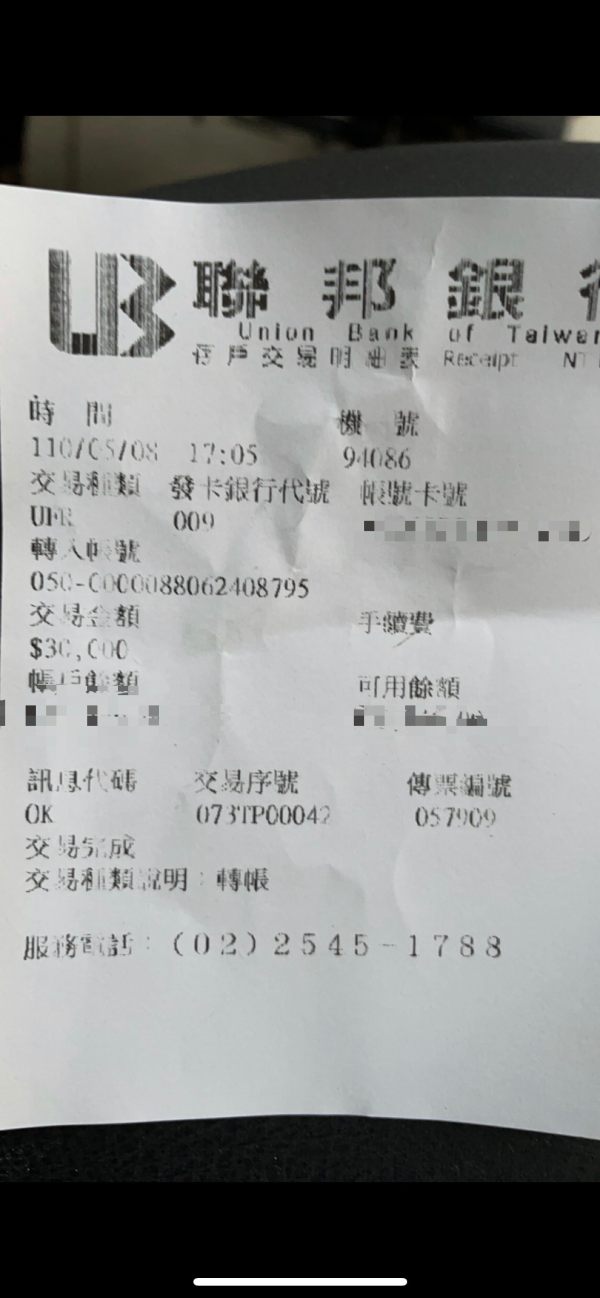 聯 邦 銀
Union Bank of Taiwan
客戶交易明細表 Receipt NT
時 間 機 號
110/05/08 17:05 94086
交易種類 發卡銀行代號 帳號卡號
UFR 009
轉入帳號
050-0000088062408795
交易金額 手續費
$30,000
帳戶餘額 可用餘額
訊息代碼 交易序號 傳票編號
OK 073TP00042 057909
交易完成
交易種類說明：轉帳
服務電話：(02)2545-1788